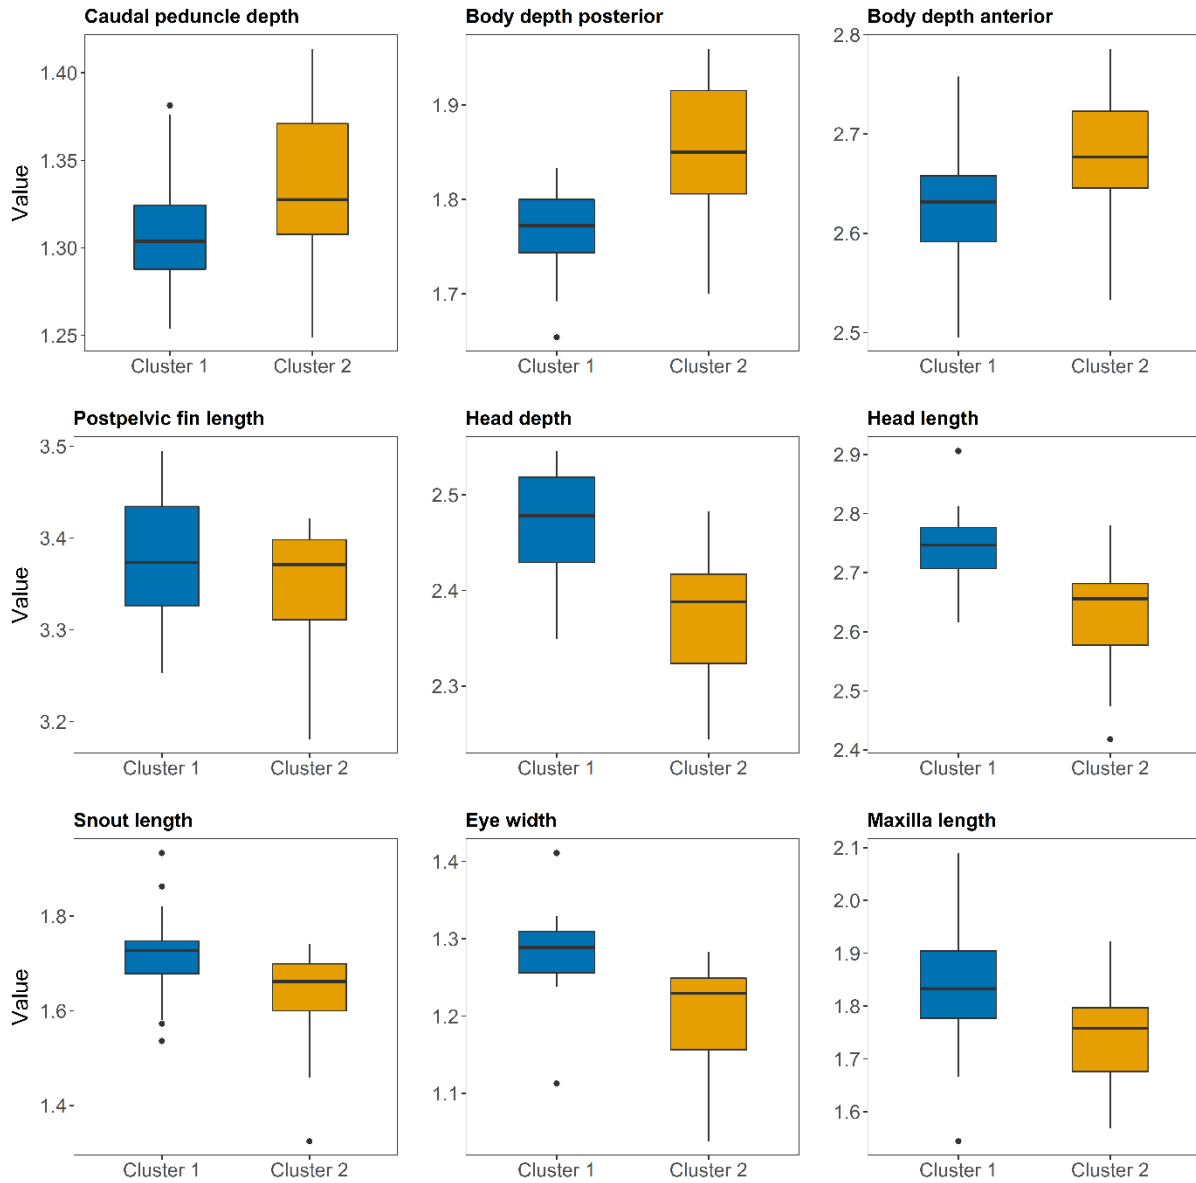 Caudal peduncle depth
Body depth posterior
Body depth anterior
Value
1.40
1.35
1.30
1.25
Cluster 1
Cluster 2
1.9
1.8
1.7
Cluster 1
Cluster 2
2.8
2.7
2.6
2.5
Cluster 1
Cluster 2
Postpelvic fin length
Head depth
Head length
Value
3.5
3.4
3.3
3.2
Cluster 1
Cluster 2
2.5
2.4
2.3
Cluster 1
Cluster 2
2.9
2.8
2.7
2.6
2.5
2.4
Cluster 1
Cluster 2
Snout length
Eye width
Maxilla length
Value
1.8
1.6
1.4
Cluster 1
Cluster 2
1.4
1.3
1.2
1.1
Cluster 1
Cluster 2
2.1
2.0
1.9
1.8
1.7
1.6
Cluster 1
Cluster 2